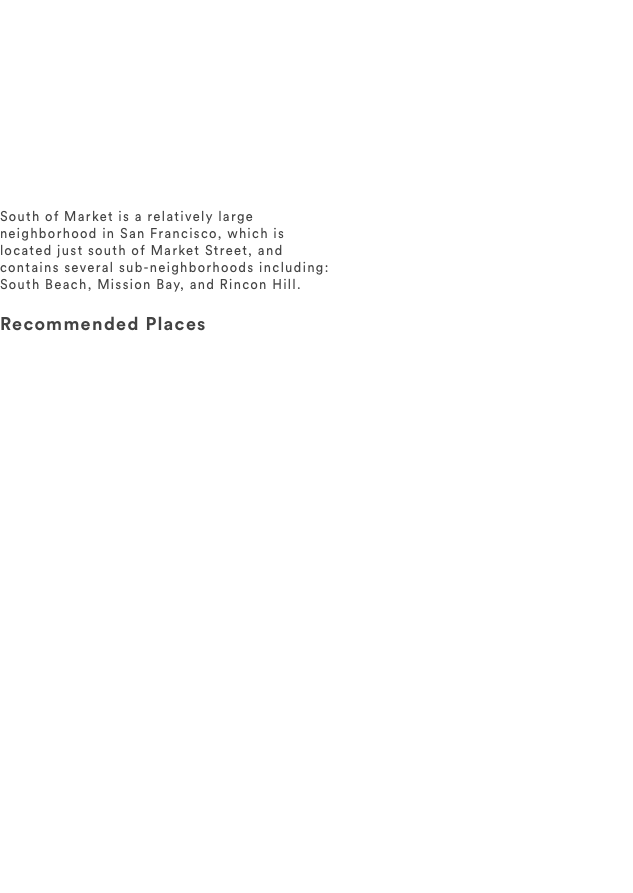 South of Market is a relatively large
neighborhood in San Francisco, which is
located just south of Market Street, and
contains several sub-neighborhoods including:
South Beach, Mission Bay, and Rincon Hill.
Recommended Places